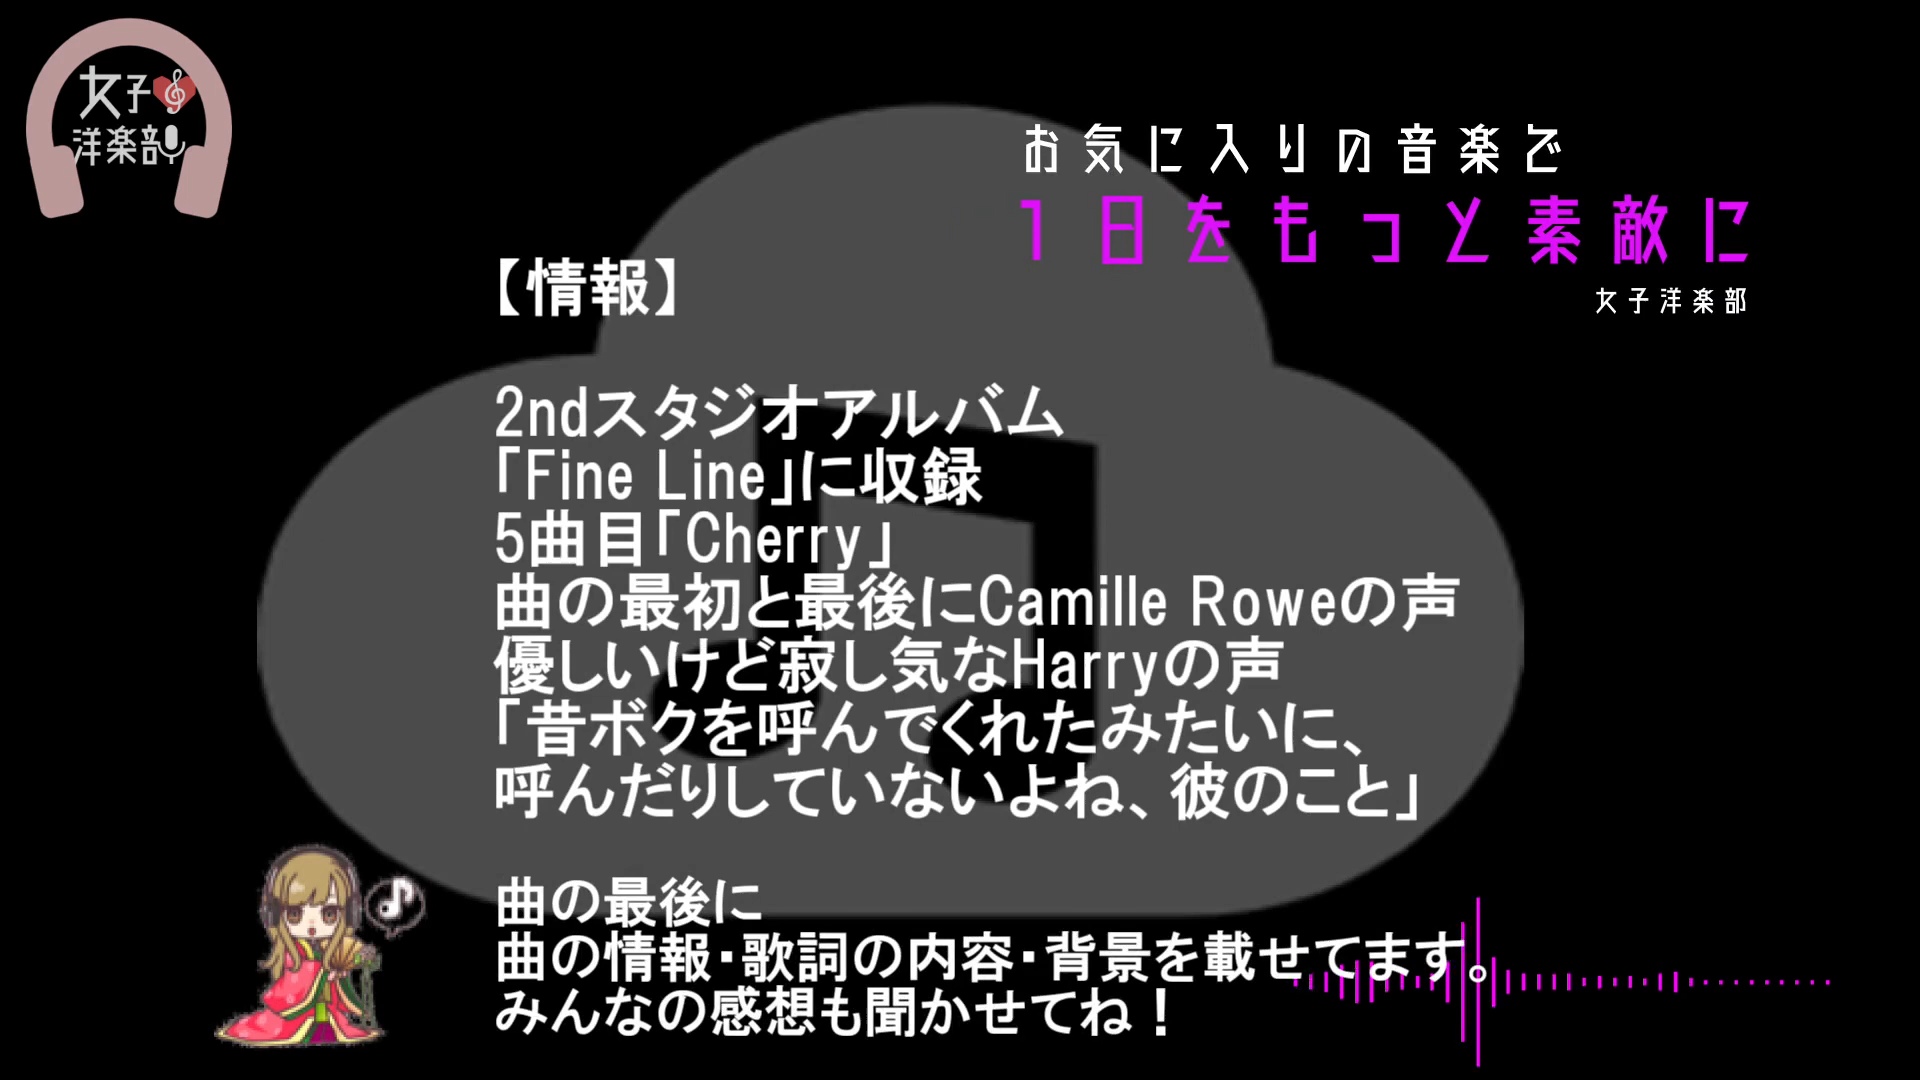 女子
洋楽部
お気に入りの音楽で
1日をもっと素敵に
女子洋楽部
【情報】
2ndスタジオアルバム
「Fine Line」に収録
5曲目「Cherry」
曲の最初と最後にCamille Roweの声
優しいけど寂し気なHarryの声
「昔ボクを呼んでくれたみたいに、
呼んだりしていないよね、彼のこと」
曲の最後に
曲の情報・歌詞の内容・背景を載せてます。
みんなの感想も聞かせてね！